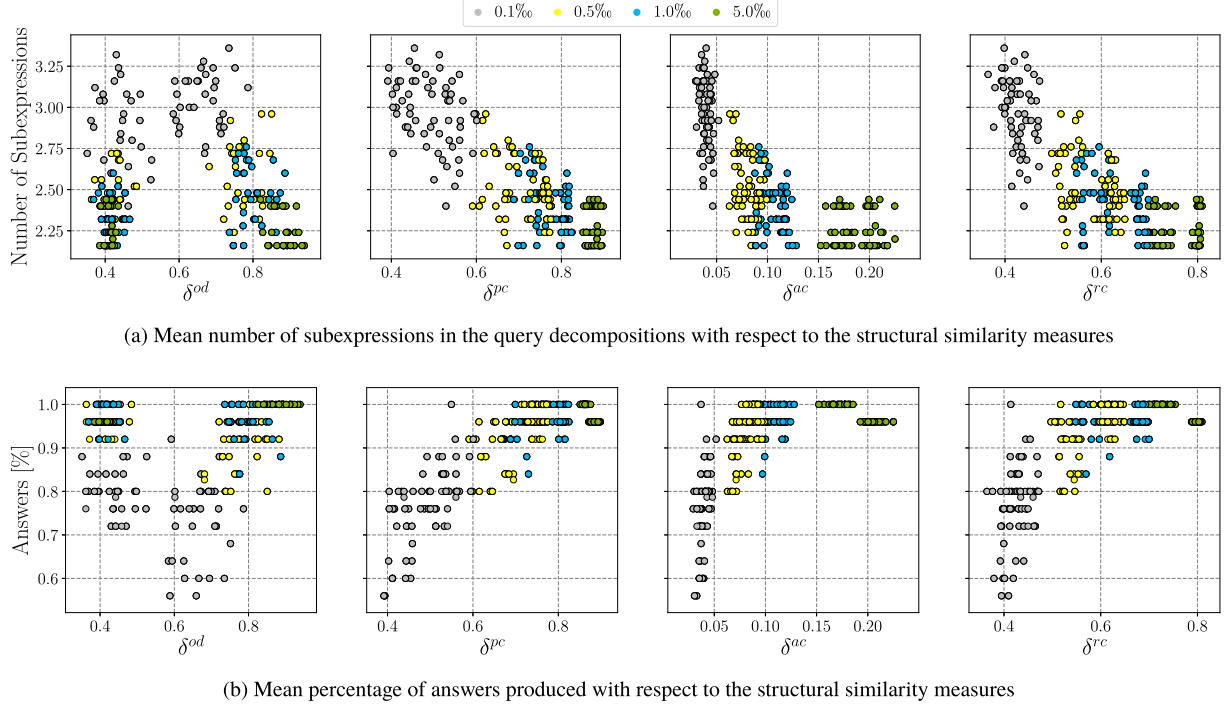 0.1‰ 0.5‰ 1.0‰ 5.0‰
Number of Subexpressions
3.25
3.00
2.75
2.50
2.25
0.4 0.6 0.8
0.4 0.6 0.8
0.05 0.10 0.15 0.20
0.4 0.6 0.8
δ^{od} δ^{pc} δ^{ac} δ^{rc}
(a) Mean number of subexpressions in the query decompositions with respect to the structural similarity measures
Answers [%]
1.0
0.9
0.8
0.7
0.6
0.4 0.6 0.8
0.4 0.6 0.8
0.05 0.10 0.15 0.20
0.4 0.6 0.8
δ^{od} δ^{pc} δ^{ac} δ^{rc}
(b) Mean percentage of answers produced with respect to the structural similarity measures